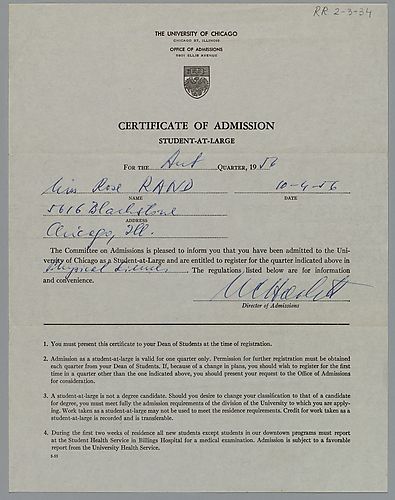 RR 2-3-34
THE UNIVERSITY OF CHICAGO
CHICAGO 37, ILLINOIS
OFFICE OF ADMISSIONS
5801 ELLIS AVENUE
CERTIFICATE OF ADMISSION
STUDENT-AT-LARGE
FOR THE Aut QUARTER, 1956
Miss Rose RAND 10-4-56
NAME DATE
5616 Blackstone
ADDRESS
Chicago, Ill.
The Committee on Admissions is pleased to inform you that you have been admitted to the Uni-
versity of Chicago as a Student-at-Large and are entitled to register for the quarter indicated above in
Physical Sciences. The regulations listed below are for information
and convenience.
Director of Admissions
1. You must present this certificate to your Dean of Students at the time of registration.
2. Admission as a student-at-large is valid for one quarter only. Permission for further registration must be obtained
each quarter from your Dean of Students. If, because of a change in plans, you should wish to register for the first
time in a quarter other than the one indicated above, you should present your request to the Office of Admissions
for consideration.
3. A student-at-large is not a degree candidate. Should you desire to change your classification to that of a candidate
for degree, you must meet fully the admission requirements of the division of the University to which you are apply-
ing. Work taken as a student-at-large may not be used to meet the residence requirements. Credit for work taken as a
student-at-large is recorded and is transferable.
4. During the first two weeks of residence all new students except students in our downtown programs must report
at the Student Health Service in Billings Hospital for a medical examination. Admission is subject to a favorable
report from the University Health Service.